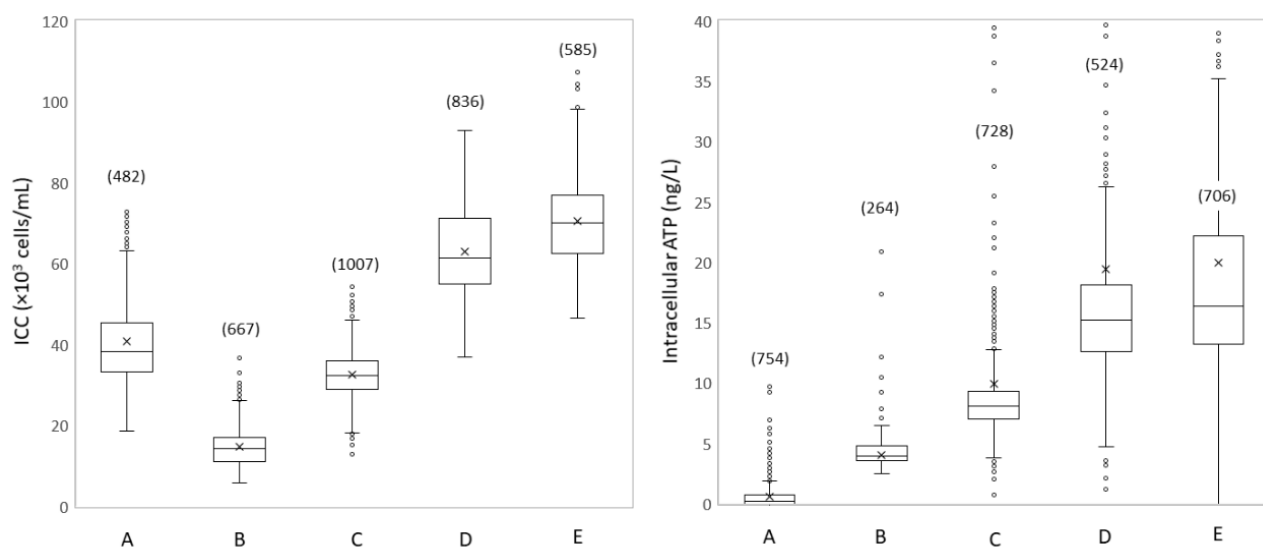 ICC (×10³ cells/mL)
120
100
80
60
40
20
0
(482)
(667)
(1007)
(836)
(585)
A
B
C
D
E
Intracellular ATP (ng/L)
40
35
30
25
20
15
10
5
0
(754)
(264)
(728)
(524)
(706)
A
B
C
D
E